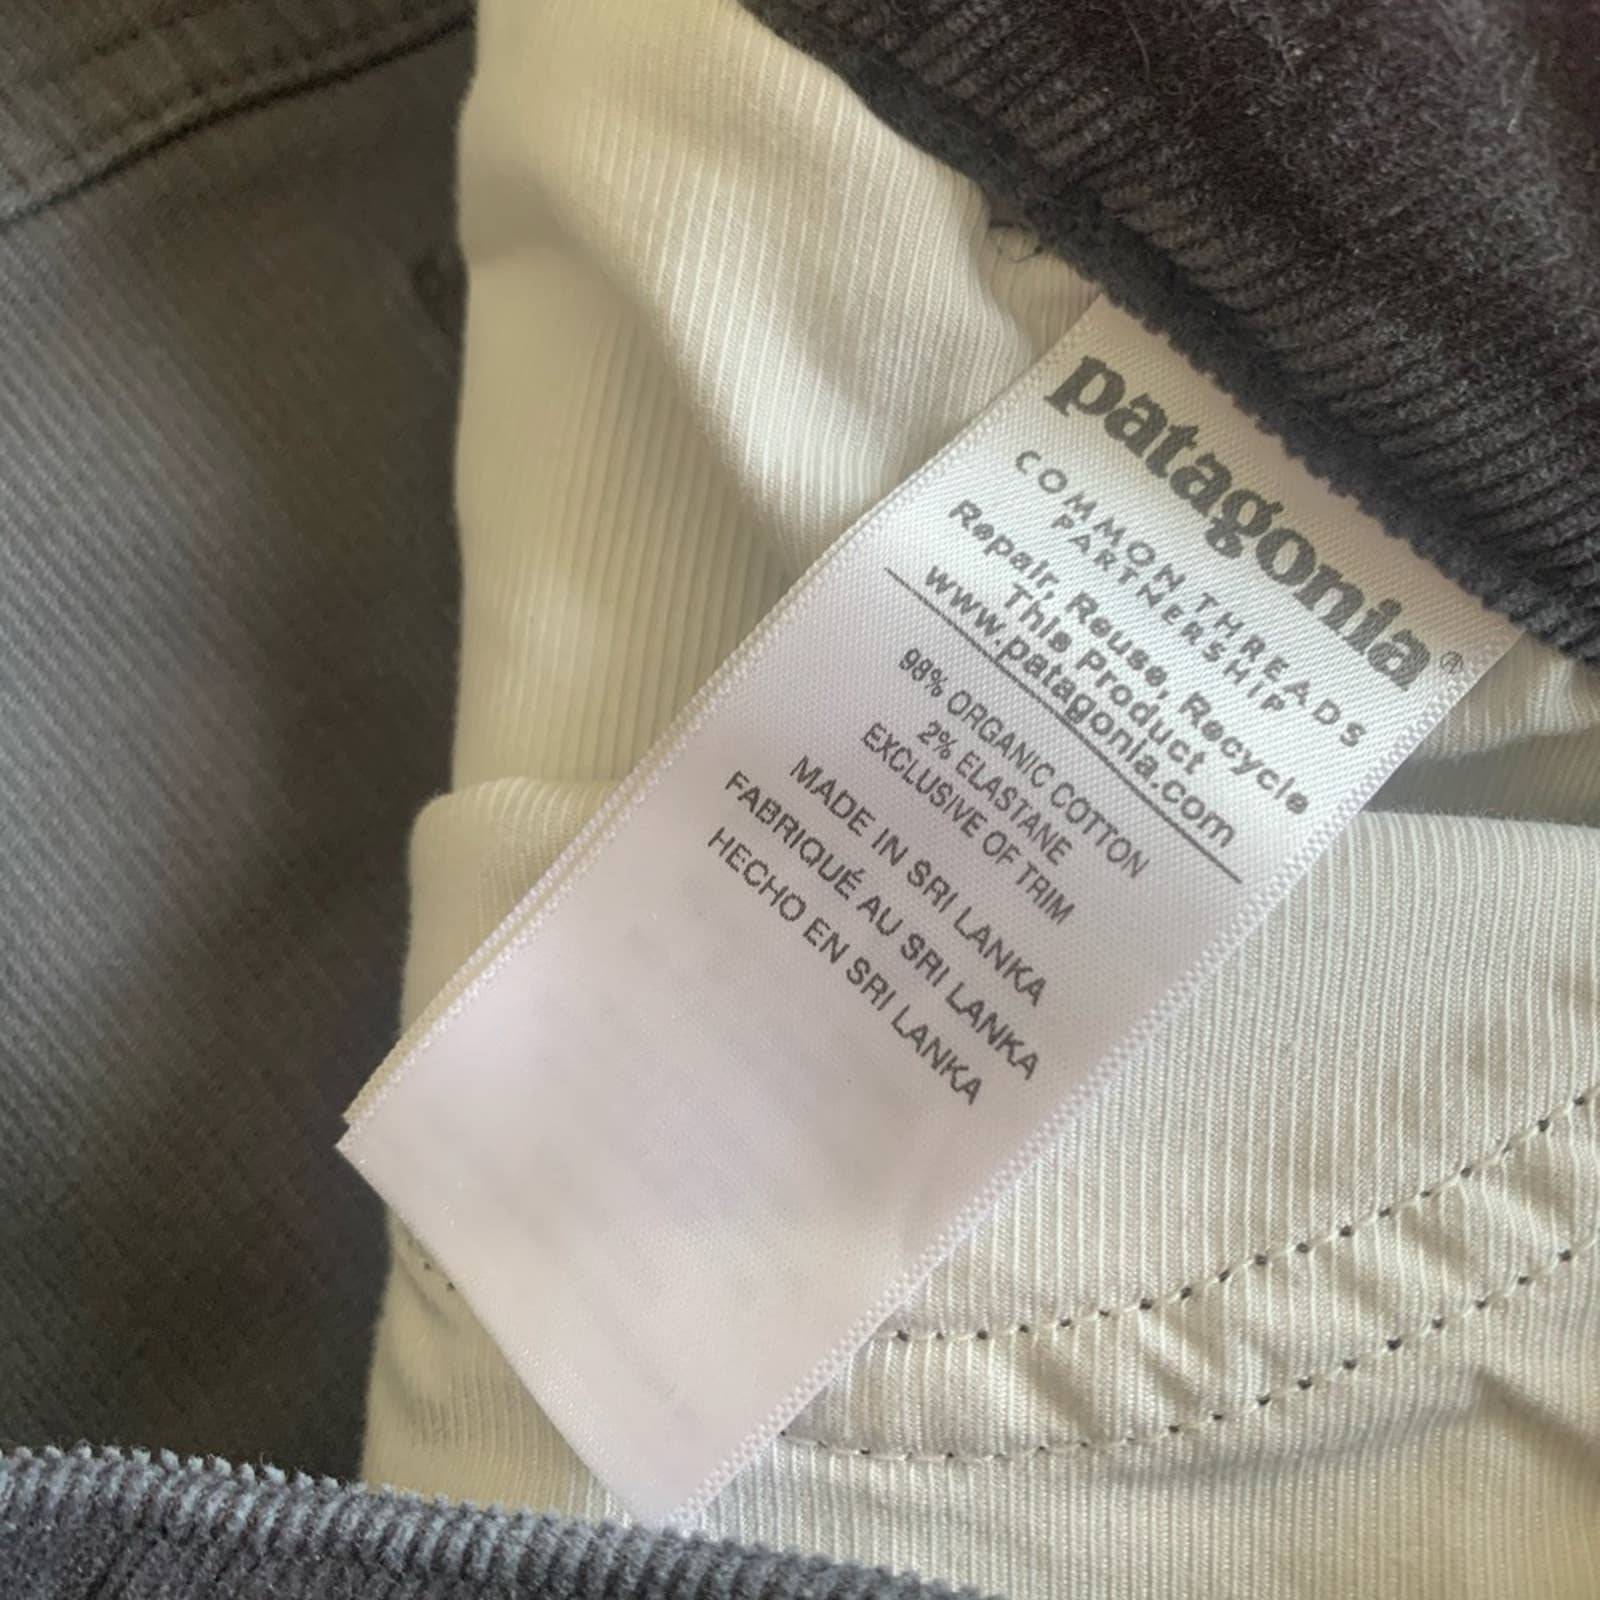 patagonia®
COMMON THREADS
PARTNERSHIP
Repair, Reuse, Recycle
This Product
www.patagonia.com
98% ORGANIC COTTON
2% ELASTANE
EXCLUSIVE OF TRIM
MADE IN SRI LANKA
FABRIQUÉ AU SRI LANKA
HECHO EN SRI LANKA